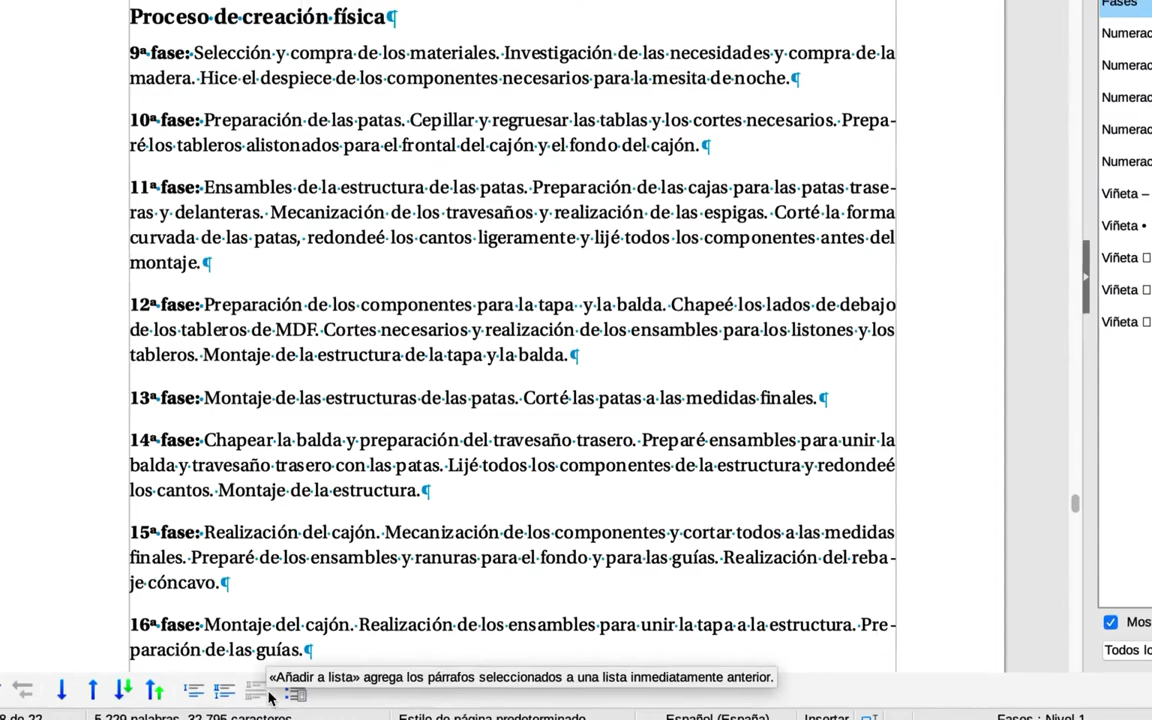 Proceso de creación física¶
Fases
9ª fase: Selección y compra de los materiales. Investigación de las necesidades y compra de la
madera. Hice el despiece de los componentes necesarios para la mesita de noche.¶
10ª fase: Preparación de las patas. Cepillar y regruesar las tablas y los cortes necesarios. Prepa-
ré los tableros alistonados para el frontal del cajón y el fondo del cajón.¶
11ª fase: Ensambles de la estructura de las patas. Preparación de las cajas para las patas trase-
ras y delanteras. Mecanización de los travesaños y realización de las espigas. Corté la forma
curvada de las patas, redondeé los cantos ligeramente y lijé todos los componentes antes del
montaje.¶
12ª fase: Preparación de los componentes para la tapa  y la balda. Chapeé los lados de debajo
de los tableros de MDF. Cortes necesarios y realización de los ensambles para los listones y los
tableros. Montaje de la estructura de la tapa y la balda.¶
13ª fase: Montaje de las estructuras de las patas. Corté las patas a las medidas finales.¶
14ª fase: Chapear la balda y preparación del travesaño trasero. Preparé ensambles para unir la
balda y travesaño trasero con las patas. Lijé todos los componentes de la estructura y redondeé
los cantos. Montaje de la estructura.¶
15ª fase: Realización del cajón. Mecanización de los componentes y cortar todos a las medidas
finales. Preparé de los ensambles y ranuras para el fondo y para las guías. Realización del reba-
je cóncavo.¶
16ª fase: Montaje del cajón. Realización de los ensambles para unir la tapa a la estructura. Pre-
paración de las guías.¶
Numerac
Numerac
Numerac
Numerac
Numerac
Viñeta –
Viñeta •
Viñeta □
Viñeta □
Viñeta □
Mos
Todos lo
«Añadir a lista» agrega los párrafos seleccionados a una lista inmediatamente anterior.
8 de 22
5.229 palabras, 32.795 caracteres
Estilo de página predeterminado
Español (España)
Insertar
Fases : Nivel 1